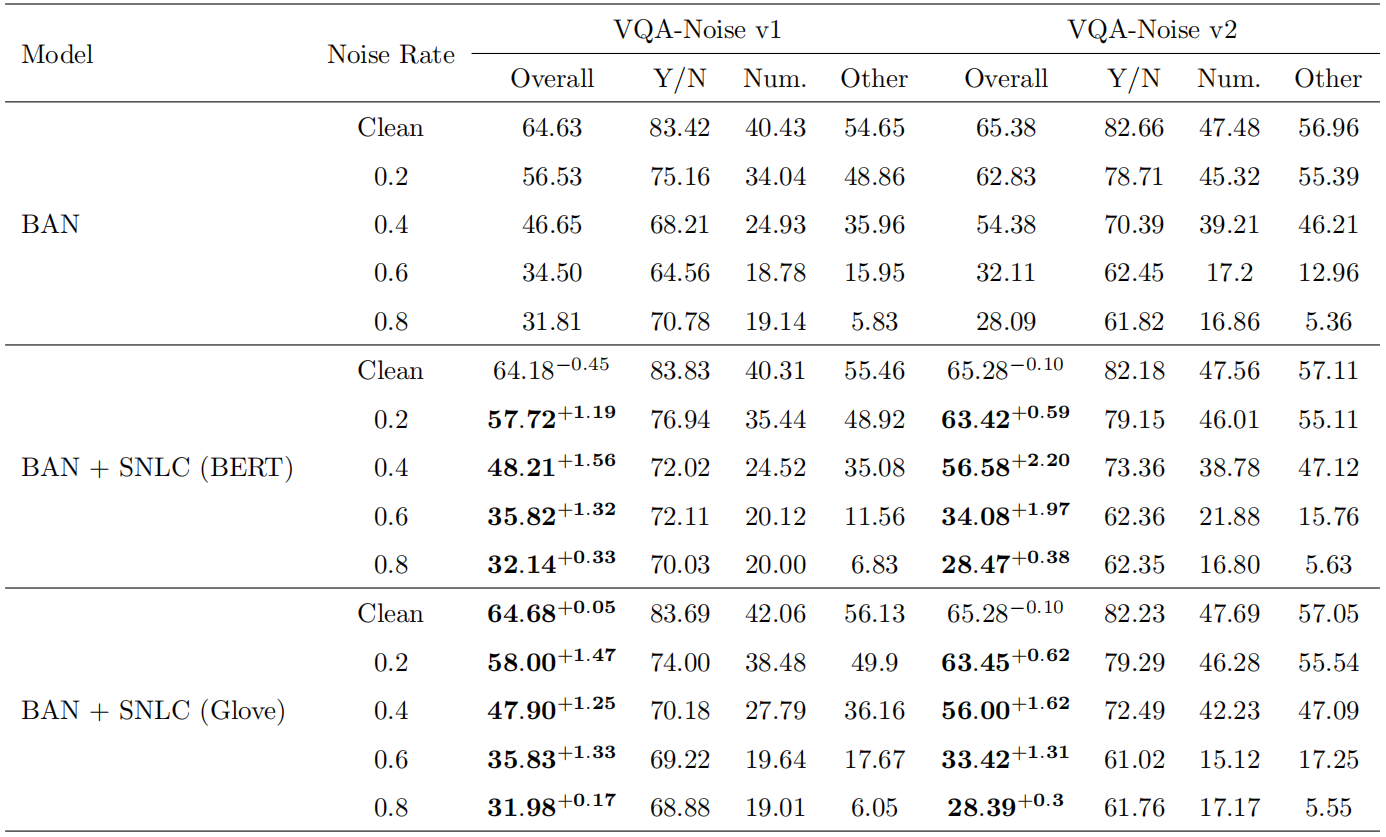 VQA-Noise v1 VQA-Noise v2
Model Noise Rate
Overall Y/N Num. Other Overall Y/N Num. Other
Clean 64.63 83.42 40.43 54.65 65.38 82.66 47.48 56.96
0.2 56.53 75.16 34.04 48.86 62.83 78.71 45.32 55.39
BAN 0.4 46.65 68.21 24.93 35.96 54.38 70.39 39.21 46.21
0.6 34.50 64.56 18.78 15.95 32.11 62.45 17.2 12.96
0.8 31.81 70.78 19.14 5.83 28.09 61.82 16.86 5.36
Clean 64.18−0.45 83.83 40.31 55.46 65.28−0.10 82.18 47.56 57.11
0.2 57.72+1.19 76.94 35.44 48.92 63.42+0.59 79.15 46.01 55.11
BAN + SNLC (BERT) 0.4 48.21+1.56 72.02 24.52 35.08 56.58+2.20 73.36 38.78 47.12
0.6 35.82+1.32 72.11 20.12 11.56 34.08+1.97 62.36 21.88 15.76
0.8 32.14+0.33 70.03 20.00 6.83 28.47+0.38 62.35 16.80 5.63
Clean 64.68+0.05 83.69 42.06 56.13 65.28−0.10 82.23 47.69 57.05
0.2 58.00+1.47 74.00 38.48 49.9 63.45+0.62 79.29 46.28 55.54
BAN + SNLC (Glove) 0.4 47.90+1.25 70.18 27.79 36.16 56.00+1.62 72.49 42.23 47.09
0.6 35.83+1.33 69.22 19.64 17.67 33.42+1.31 61.02 15.12 17.25
0.8 31.98+0.17 68.88 19.01 6.05 28.39+0.3 61.76 17.17 5.55